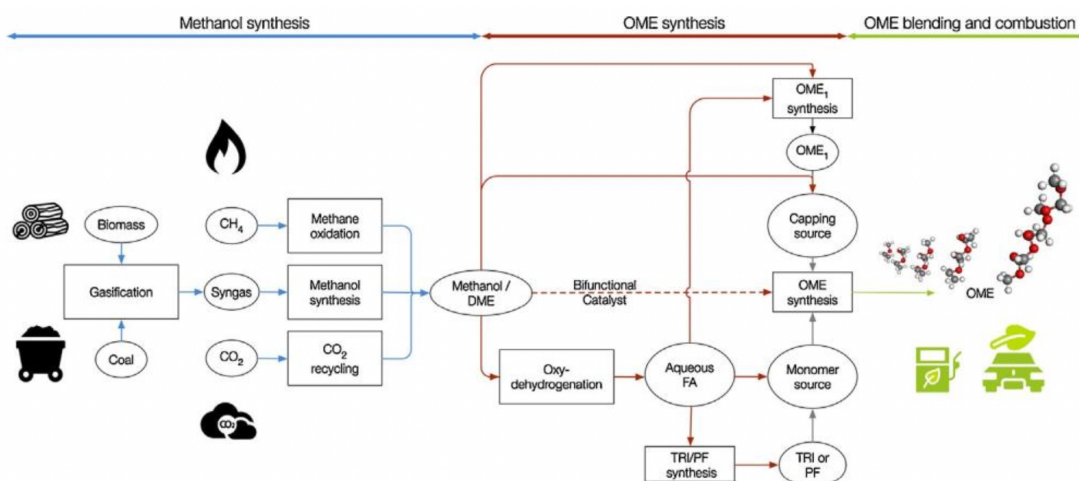 Methanol synthesis
OME synthesis
OME blending and combustion
OME₁
synthesis
OME₁
Biomass
CH₄
Methane
oxidation
Capping
source
Gasification
Syngas
Methanol
synthesis
Methanol /
DME
Bifunctional
Catalyst
OME
synthesis
OME
Coal
CO₂
CO₂
recycling
Oxy-
dehydrogenation
Aqueous
FA
Monomer
source
CO₂
TRI/PF
synthesis
TRI or
PF